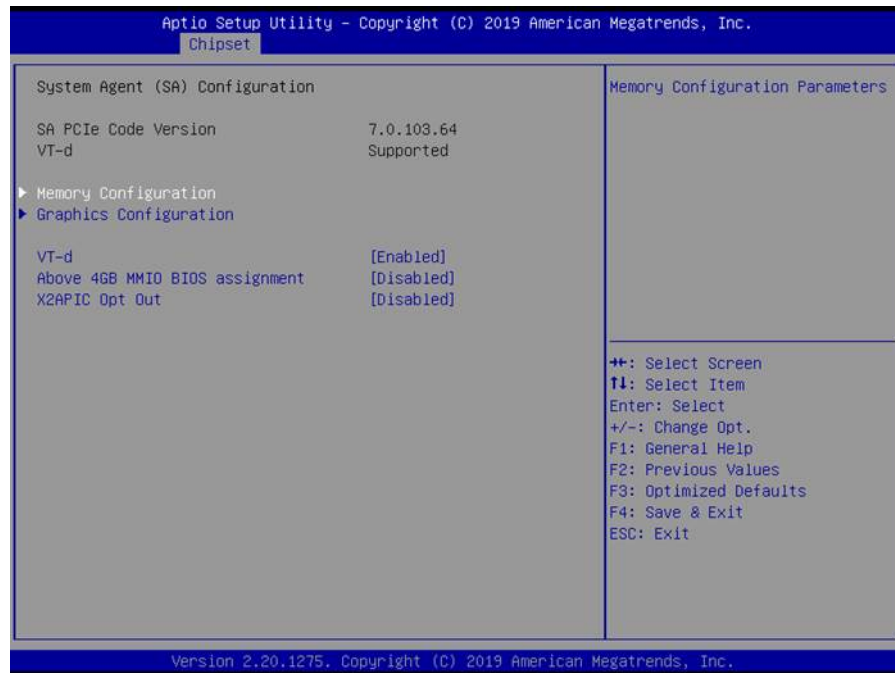 Aptio Setup Utility – Copyright (C) 2019 American Megatrends, Inc.
Chipset
System Agent (SA) Configuration
SA PCIe Code Version 7.0.103.64
VT-d Supported
Memory Configuration
Graphics Configuration
VT-d [Enabled]
Above 4GB MMIO BIOS assignment [Disabled]
X2APIC Opt Out [Disabled]
Memory Configuration Parameters
→←: Select Screen
↑↓: Select Item
Enter: Select
+/-: Change Opt.
F1: General Help
F2: Previous Values
F3: Optimized Defaults
F4: Save & Exit
ESC: Exit
Version 2.20.1275. Copyright (C) 2019 American Megatrends, Inc.